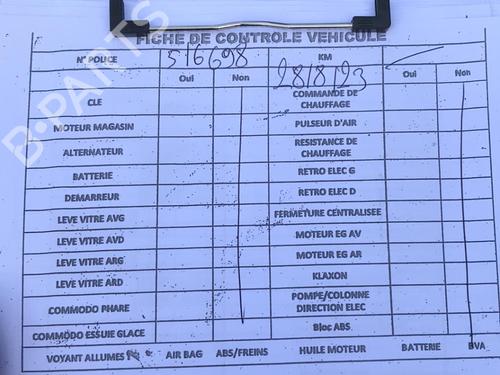 FICHE DE CONTROLE VEHICULE
N° POLICE 516698 KM
Oui Non 28/8/23 Oui Non
CLE COMMANDE DE CHAUFFAGE
MOTEUR MAGASIN PULSEUR D'AIR
ALTERNATEUR RESISTANCE DE CHAUFFAGE
BATTERIE RETRO ELEC G
DEMARREUR RETRO ELEC D
LEVE VITRE AVG FERMETURE CENTRALISEE
LEVE VITRE AVD MOTEUR EG AV
LEVE VITRE ARG MOTEUR EG AR
LEVE VITRE ARD KLAXON
COMMODO PHARE POMPE/COLONNE DIRECTION ELEC
COMMODO ESSUIE GLACE Bloc ABS
VOYANT ALLUMES AIR BAG ABS/FREINS HUILE MOTEUR BATTERIE BVA
B-PARTS